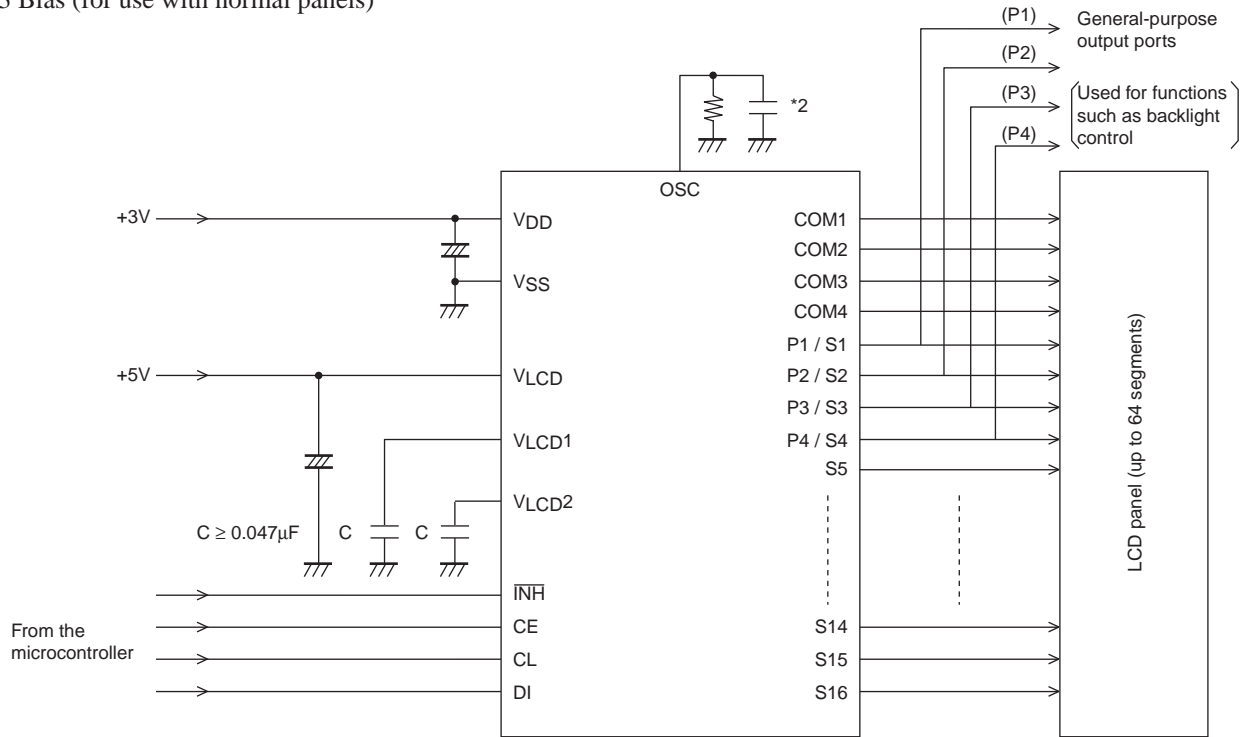 Bias (for use with normal panels)
(P1)
General-purpose
output ports
(P2)
(P3)
Used for functions
such as backlight
control
(P4)
*2
OSC
+3V
VDD
VSS
+5V
VLCD
VLCD1
VLCD2
C ≥ 0.047μF
C
C
From the
microcontroller
INH
CE
CL
DI
COM1
COM2
COM3
COM4
P1 / S1
P2 / S2
P3 / S3
P4 / S4
S5
S14
S15
S16
LCD panel (up to 64 segments)